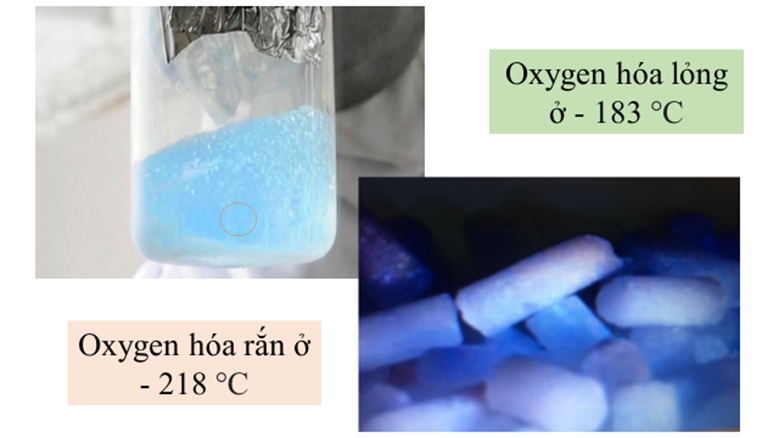 Oxygen hóa lỏng
ở - 183 °C
Oxygen hóa rắn ở
- 218 °C